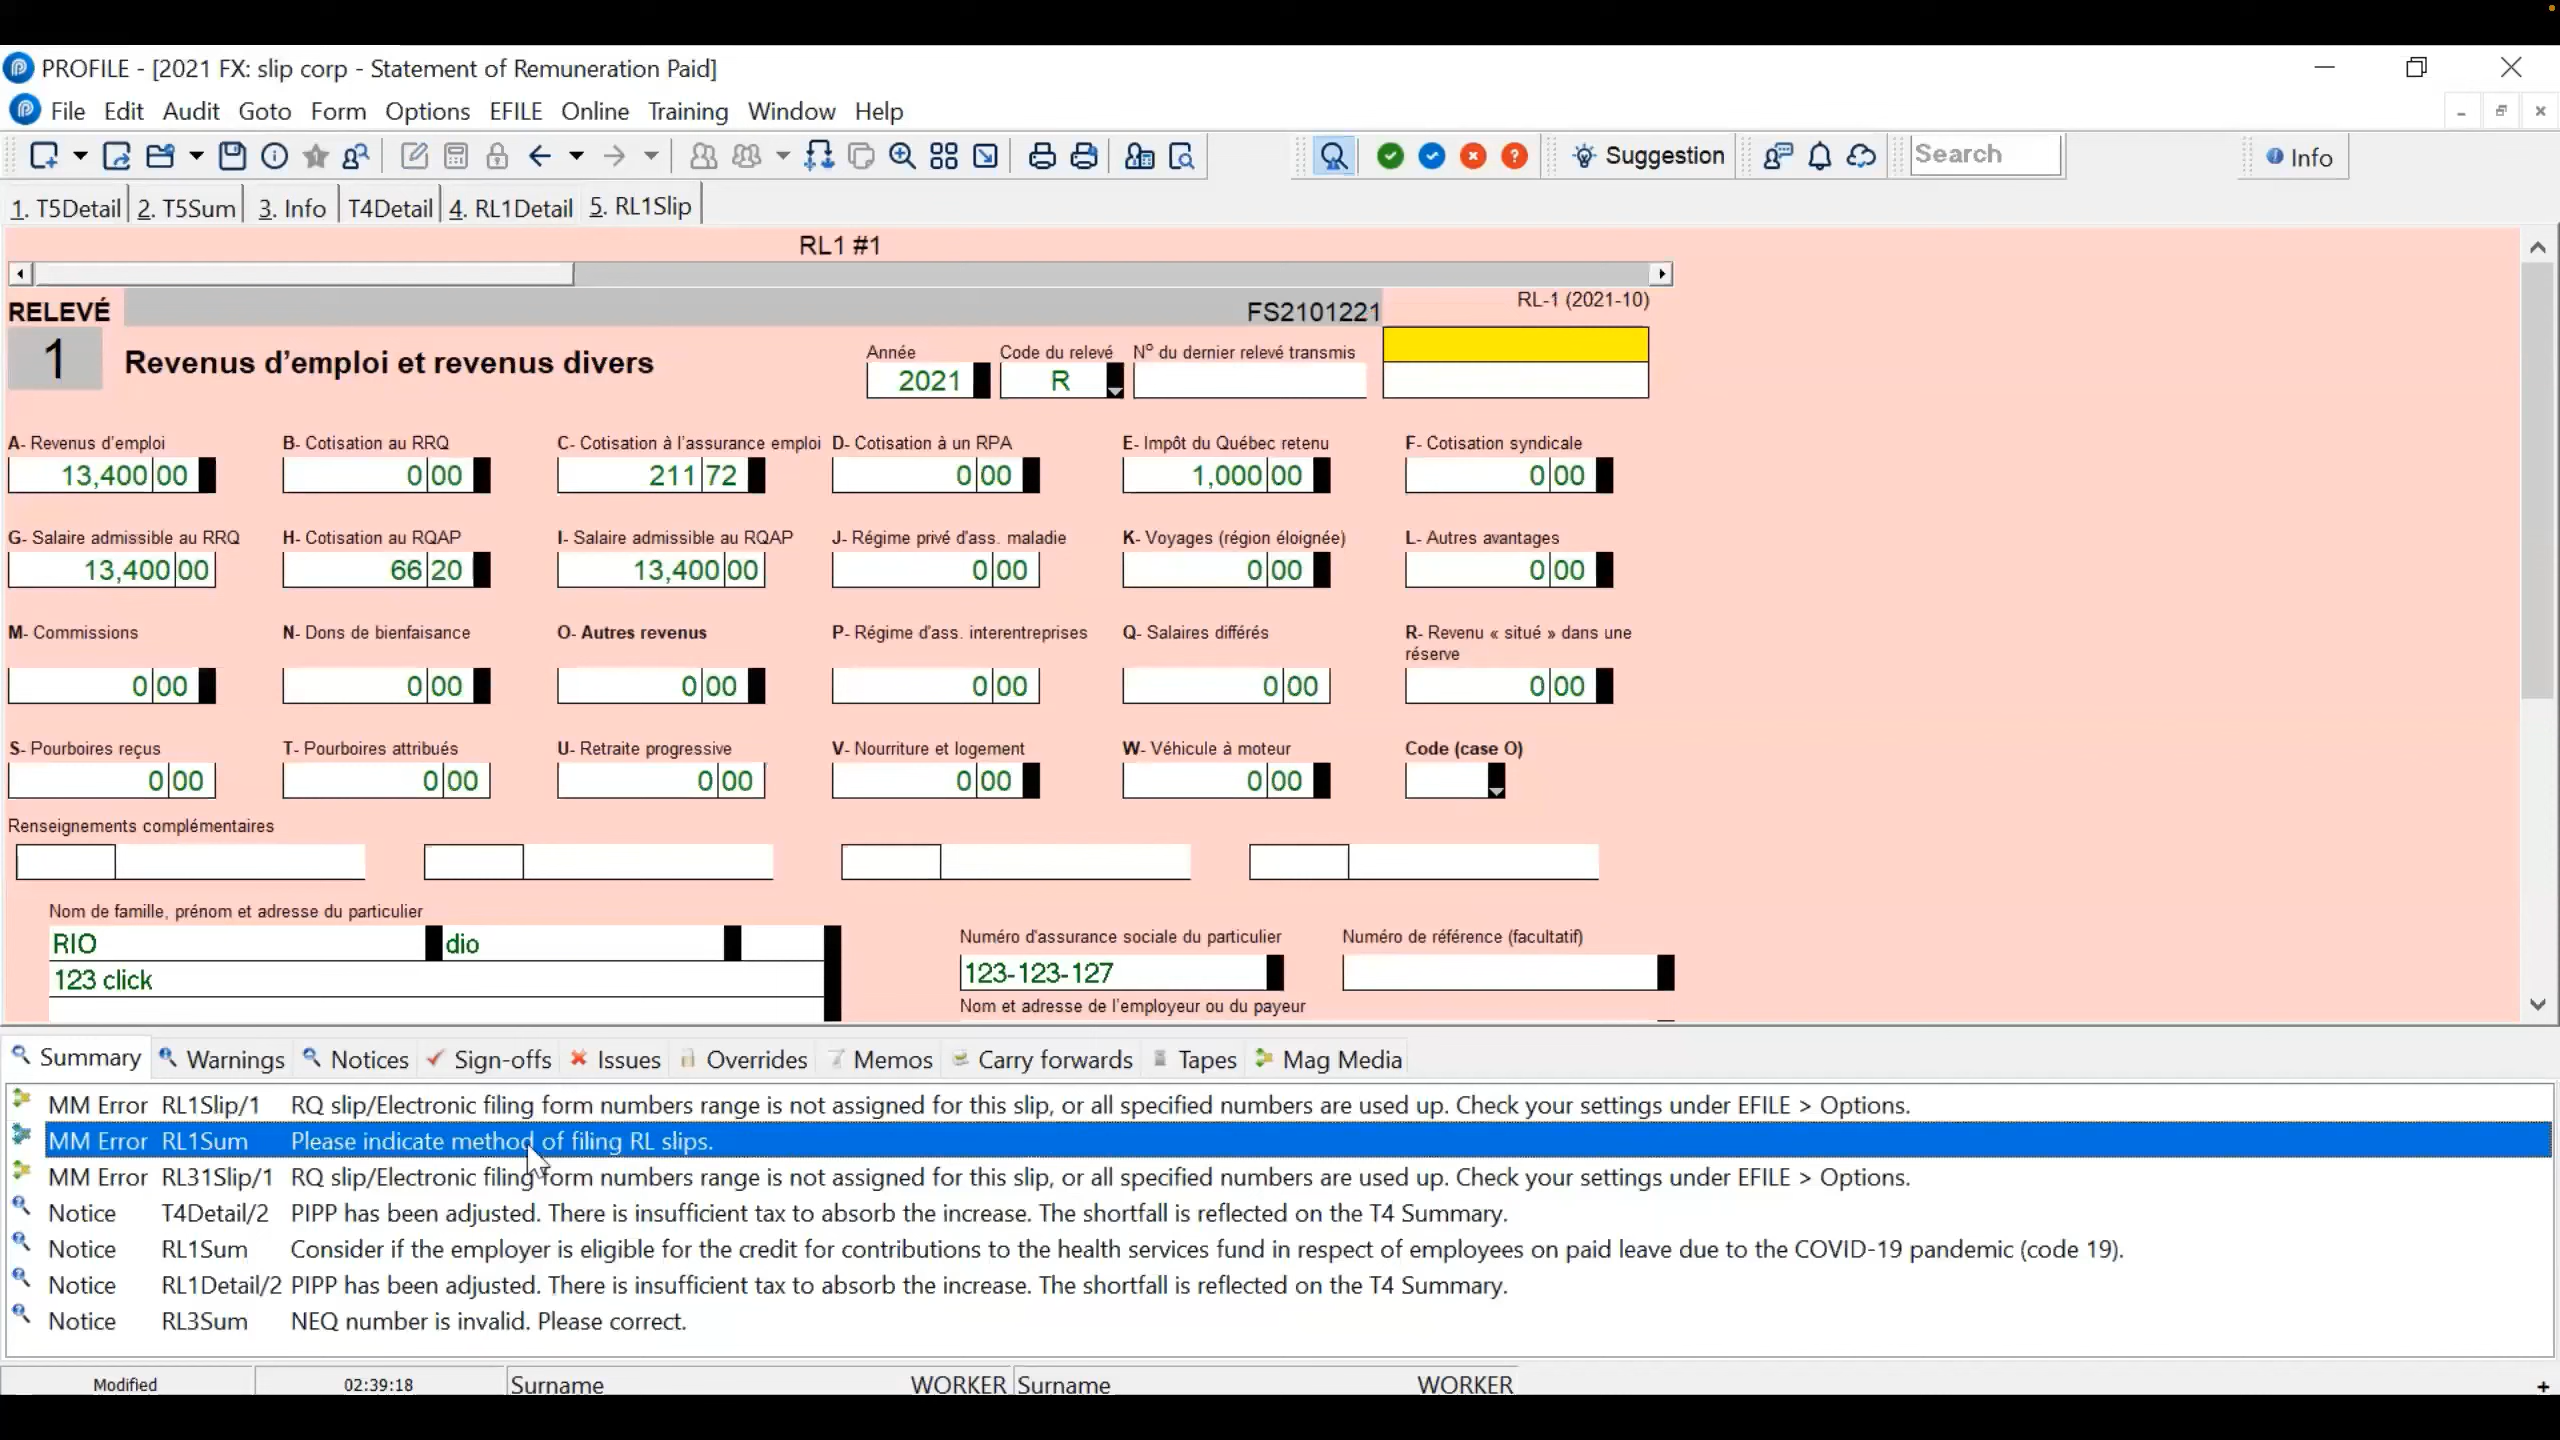 PROFILE - [2021 FX: slip corp - Statement of Remuneration Paid]
File Edit Audit Goto Form Options EFILE Online Training Window Help
Suggestion Search Info
1. T5Detail 2. T5Sum 3. Info T4Detail 4. RL1Detail 5. RL1Slip
RL1 #1
RELEVÉ FS2101221 RL-1 (2021-10)
1 Revenus d'emploi et revenus divers
Année Code du relevé Nº du dernier relevé transmis
2021 R
A- Revenus d'emploi B- Cotisation au RRQ C- Cotisation à l'assurance emploi D- Cotisation à un RPA E- Impôt du Québec retenu F- Cotisation syndicale
13,400 00 0 00 211 72 0 00 1,000 00 0 00
G- Salaire admissible au RRQ H- Cotisation au RQAP I- Salaire admissible au RQAP J- Régime privé d'ass. maladie K- Voyages (région éloignée) L- Autres avantages
13,400 00 66 20 13,400 00 0 00 0 00 0 00
M- Commissions N- Dons de bienfaisance O- Autres revenus P- Régime d'ass. interentreprises Q- Salaires différés R- Revenu « situé » dans une
réserve
0 00 0 00 0 00 0 00 0 00 0 00
S- Pourboires reçus T- Pourboires attribués U- Retraite progressive V- Nourriture et logement W- Véhicule à moteur Code (case O)
0 00 0 00 0 00 0 00 0 00
Renseignements complémentaires
Nom de famille, prénom et adresse du particulier
RIO dio
123 click
Numéro d'assurance sociale du particulier Numéro de référence (facultatif)
123-123-127
Nom et adresse de l'employeur ou du payeur
Summary Warnings Notices Sign-offs Issues Overrides Memos Carry forwards Tapes Mag Media
MM Error RL1Slip/1 RQ slip/Electronic filing form numbers range is not assigned for this slip, or all specified numbers are used up. Check your settings under EFILE > Options.
MM Error RL1Sum Please indicate method of filing RL slips.
MM Error RL31Slip/1 RQ slip/Electronic filing form numbers range is not assigned for this slip, or all specified numbers are used up. Check your settings under EFILE > Options.
Notice T4Detail/2 PIPP has been adjusted. There is insufficient tax to absorb the increase. The shortfall is reflected on the T4 Summary.
Notice RL1Sum Consider if the employer is eligible for the credit for contributions to the health services fund in respect of employees on paid leave due to the COVID-19 pandemic (code 19).
Notice RL1Detail/2 PIPP has been adjusted. There is insufficient tax to absorb the increase. The shortfall is reflected on the T4 Summary.
Notice RL3Sum NEQ number is invalid. Please correct.
Modified 02:39:18 Surname WORKER Surname WORKER